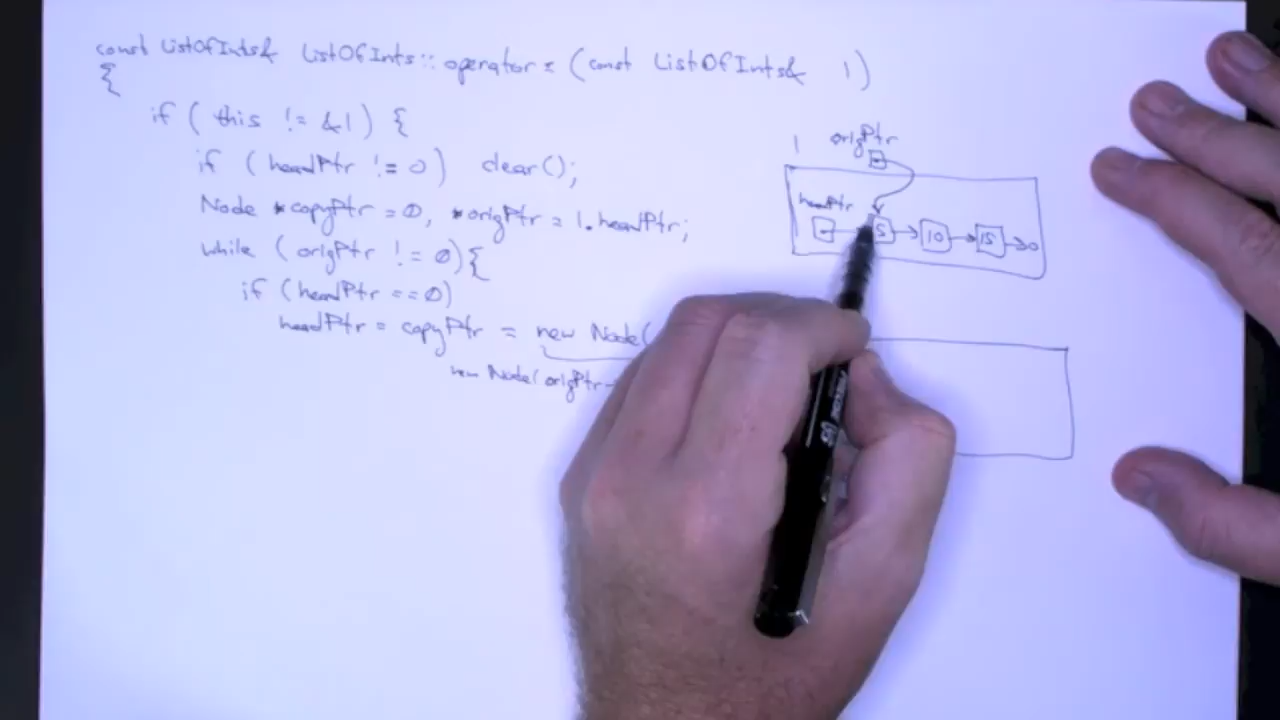 const ListOfInts& ListOfInts::operator= (const ListOfInts& l)
{
if ( this != &l) {
if ( headPtr != 0) clear();
Node *copyPtr = 0, *origPtr = l.headPtr;
while ( origPtr != 0){
if (headPtr == 0)
headPtr = copyPtr = new Node(
new Node( origPtr-
l origPtr
headPtr
5 10 15 0